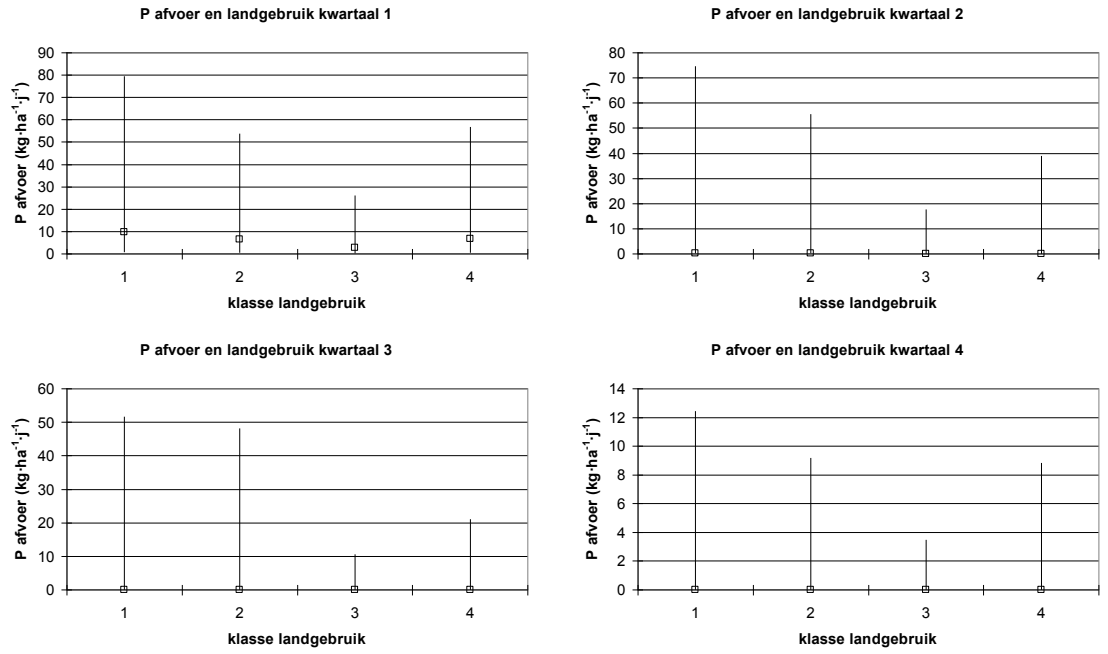 P afvoer en landgebruik kwartaal 1
P afvoer (kg·ha⁻¹·j⁻¹)
90
80
70
60
50
40
30
20
10
0
1 2 3 4
klasse landgebruik
P afvoer en landgebruik kwartaal 2
P afvoer (kg·ha⁻¹·j⁻¹)
80
70
60
50
40
30
20
10
0
1 2 3 4
klasse landgebruik
P afvoer en landgebruik kwartaal 3
P afvoer (kg·ha⁻¹·j⁻¹)
60
50
40
30
20
10
0
1 2 3 4
klasse landgebruik
P afvoer en landgebruik kwartaal 4
P afvoer (kg·ha⁻¹·j⁻¹)
14
12
10
8
6
4
2
0
1 2 3 4
klasse landgebruik